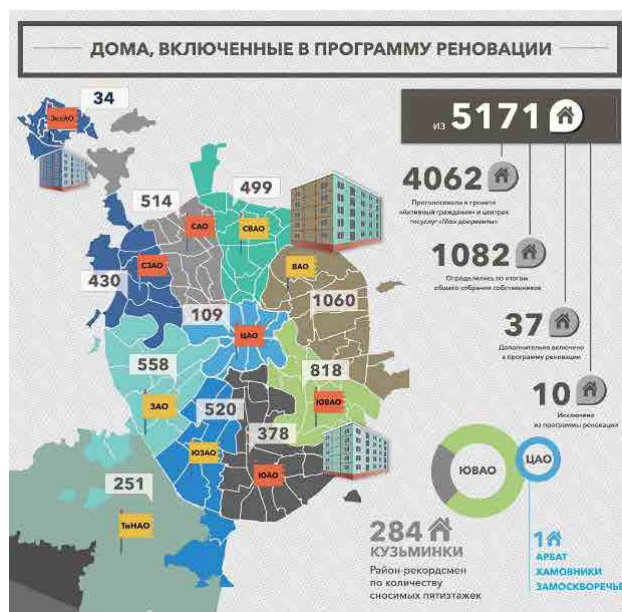 ДОМА, ВКЛЮЧЕННЫЕ В ПРОГРАММУ РЕНОВАЦИИ
34
ЗелАО
из 5171
4062
Проголосовали в проекте
«Активный гражданин» и центрах
госуслуг «Мои документы»
514
499
САО
СВАО
СЗАО
ВАО
430
1060
1082
Определились по итогам
общего собрания собственников
109
ЦАО
37
Дополнительно включено
в программу реновации
558
818
ЗАО
ЮВАО
520
378
10
Исключено
из программы реновации
ЮЗАО
ЮАО
251
ТиНАО
ЮВАО
ЦАО
284
КУЗЬМИНКИ
Район-рекордсмен
по количеству
сносимых пятиэтажек
1
АРБАТ
ХАМОВНИКИ
ЗАМОСКВОРЕЧЬЕ